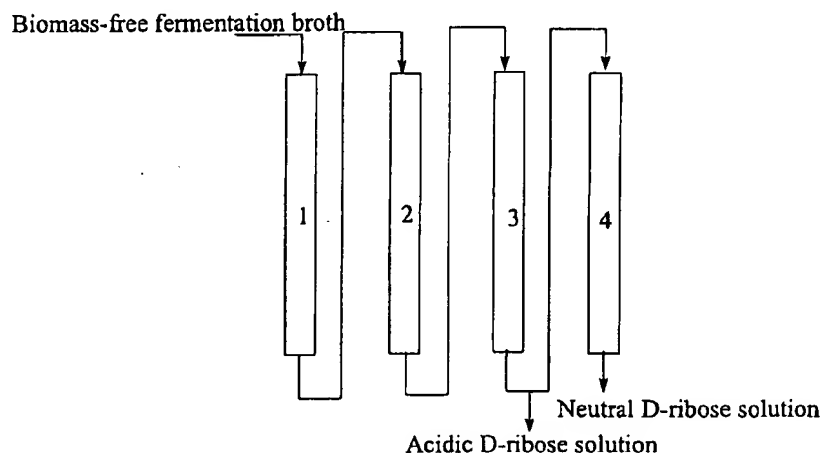 Biomass-free fermentation broth
1
2
3
4
Neutral D-ribose solution
Acidic D-ribose solution